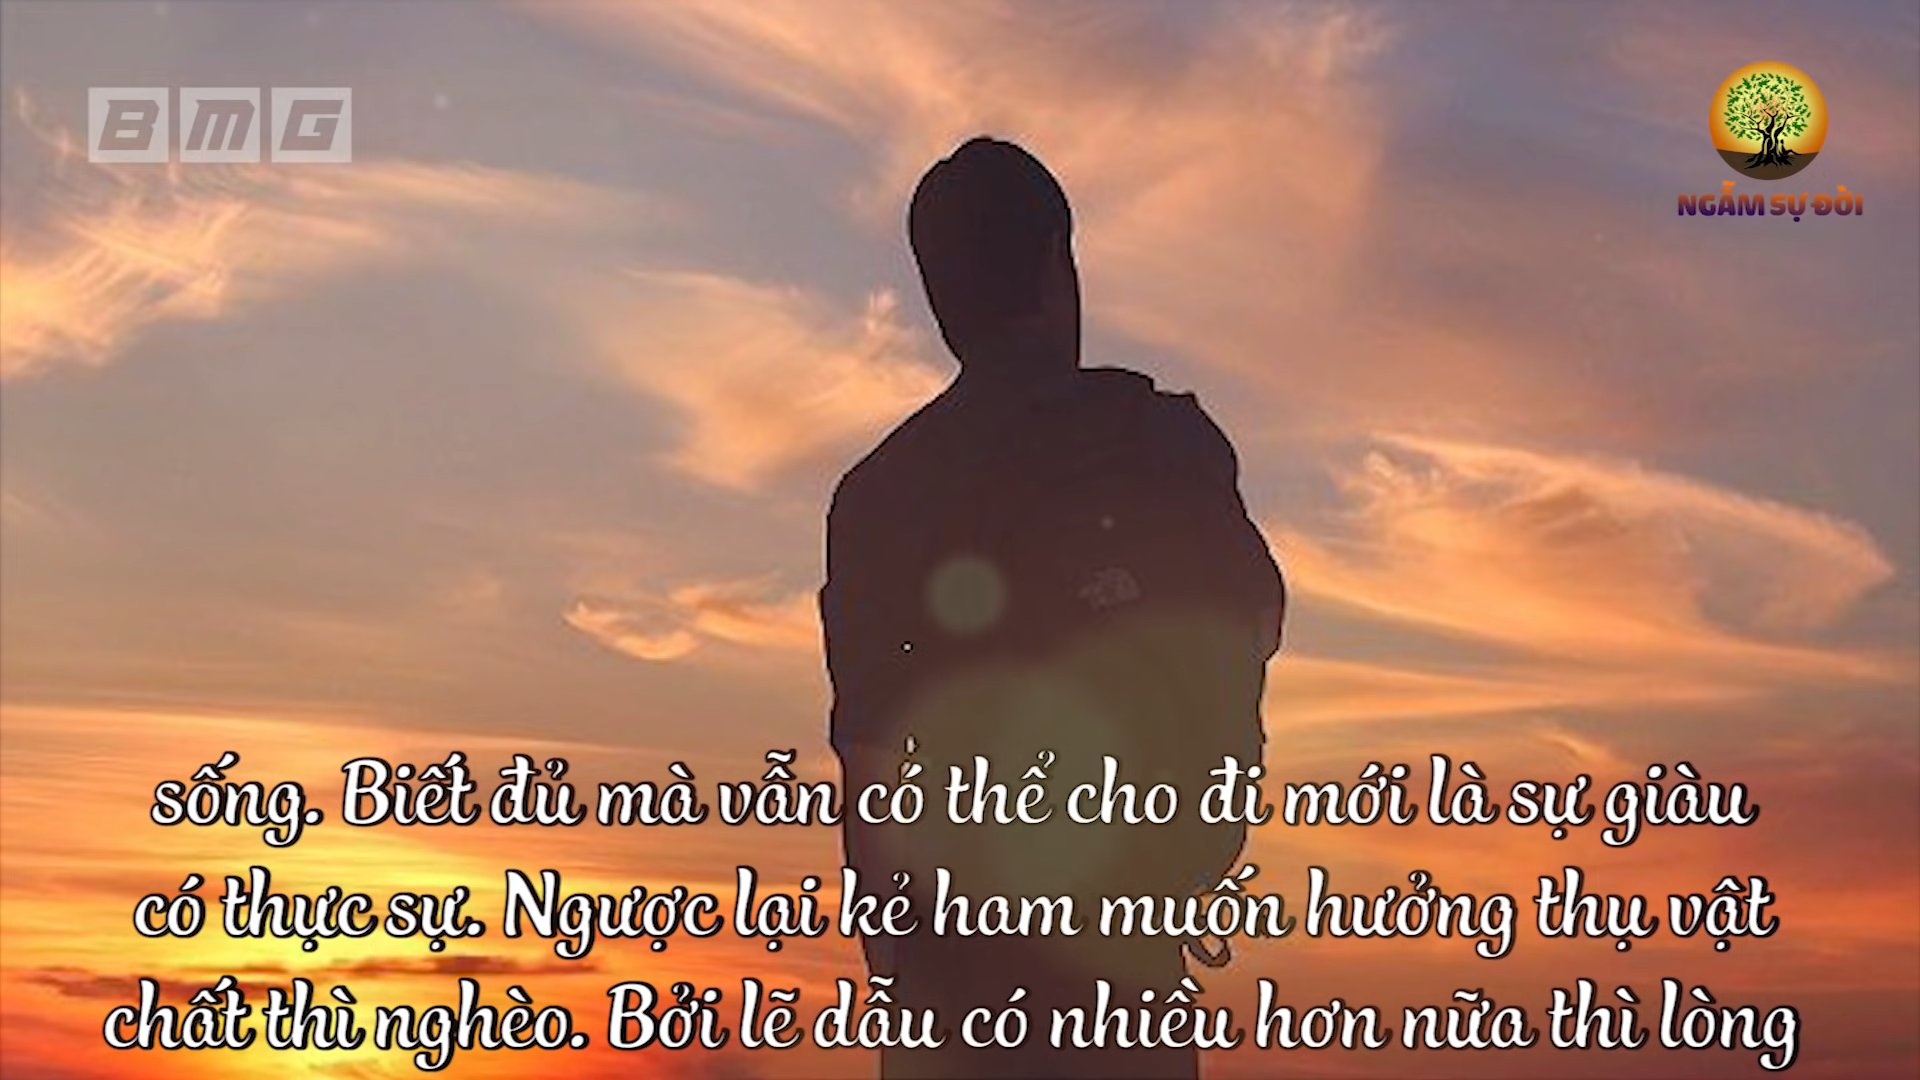 BMG
NGẪM SỰ ĐỜI
sống. Biết đủ mà vẫn có thể cho đi mới là sự giàu
có thực sự. Ngược lại kẻ ham muốn hưởng thụ vật
chất thì nghèo. Bởi lẽ dẫu có nhiều hơn nữa thì lòng